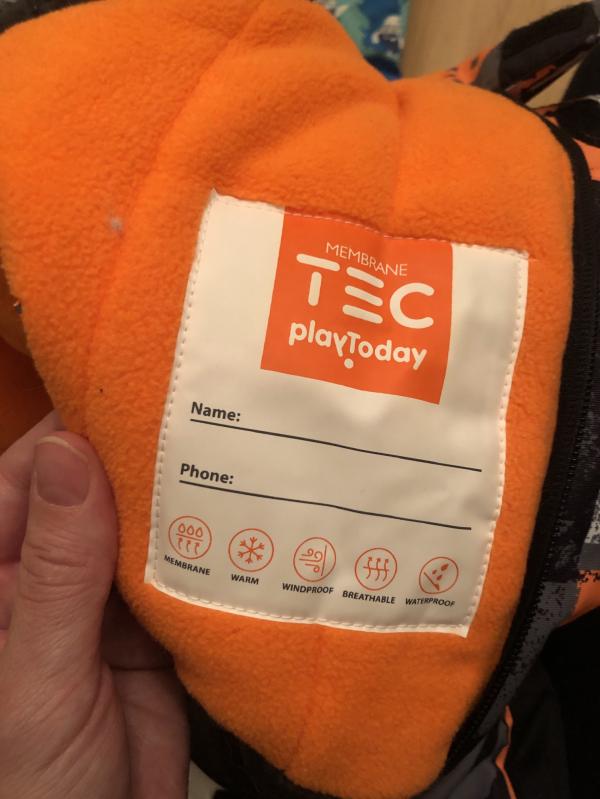 MEMBRANE
TEC
playToday
Name:
Phone:
MEMBRANE WARM WINDPROOF BREATHABLE WATERPROOF